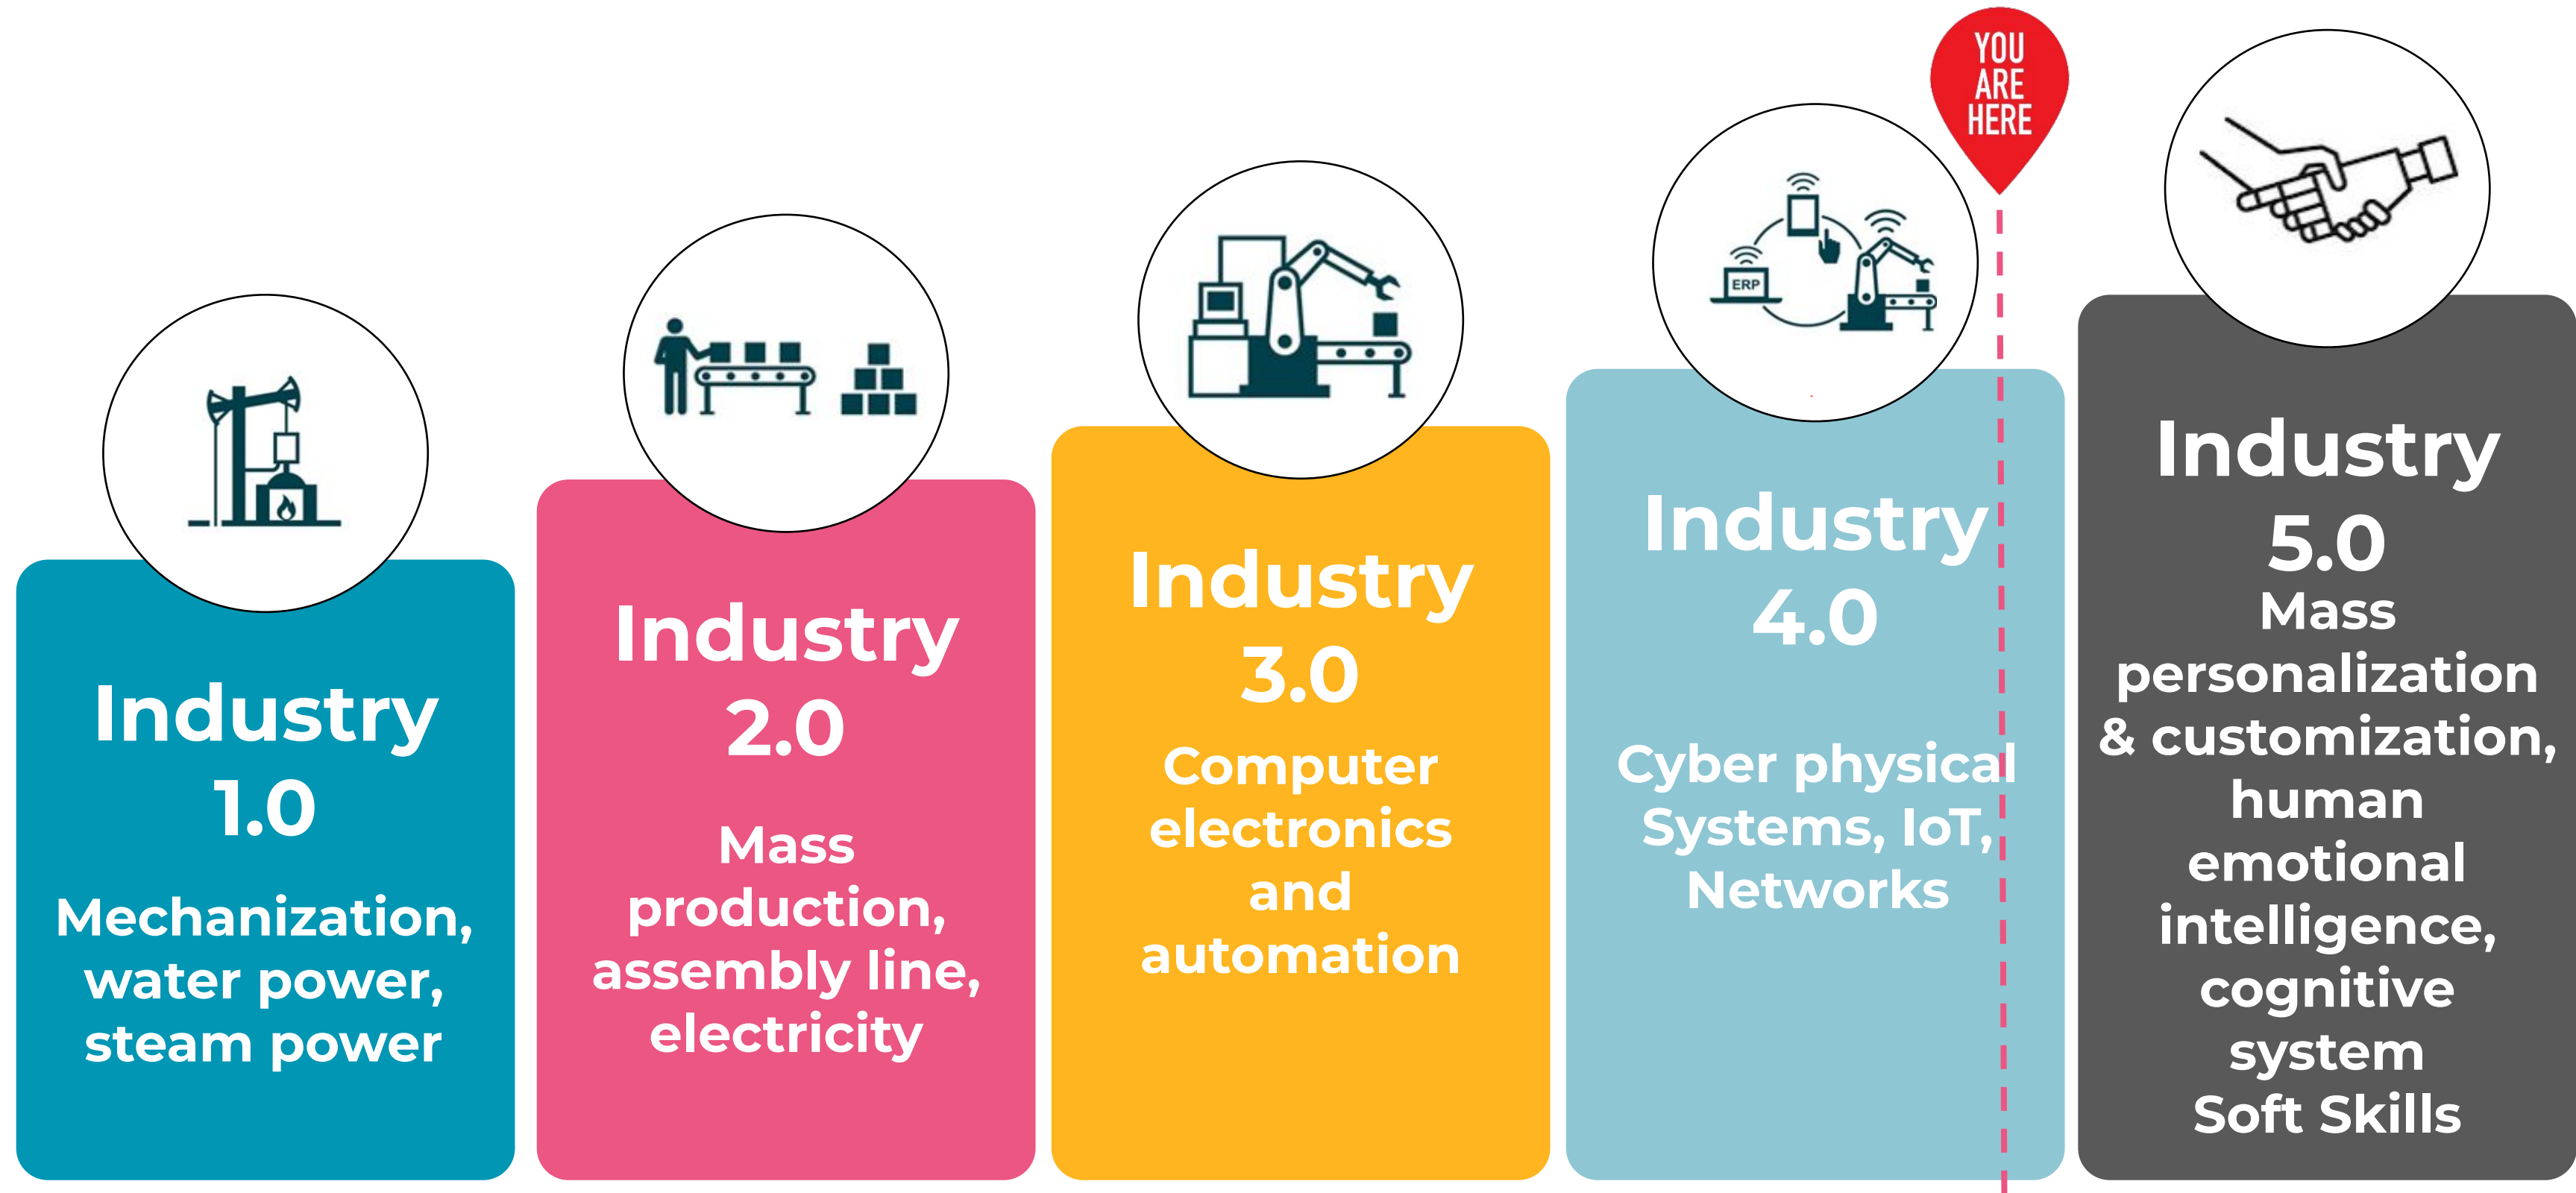 YOU
ARE
HERE
ERP
Industry
1.0
Mechanization,
water power,
steam power
Industry
2.0
Mass
production,
assembly line,
electricity
Industry
3.0
Computer
electronics
and
automation
Industry
4.0
Cyber physical
Systems, IoT,
Networks
Industry
5.0
Mass
personalization
& customization,
human
emotional
intelligence,
cognitive
system
Soft Skills